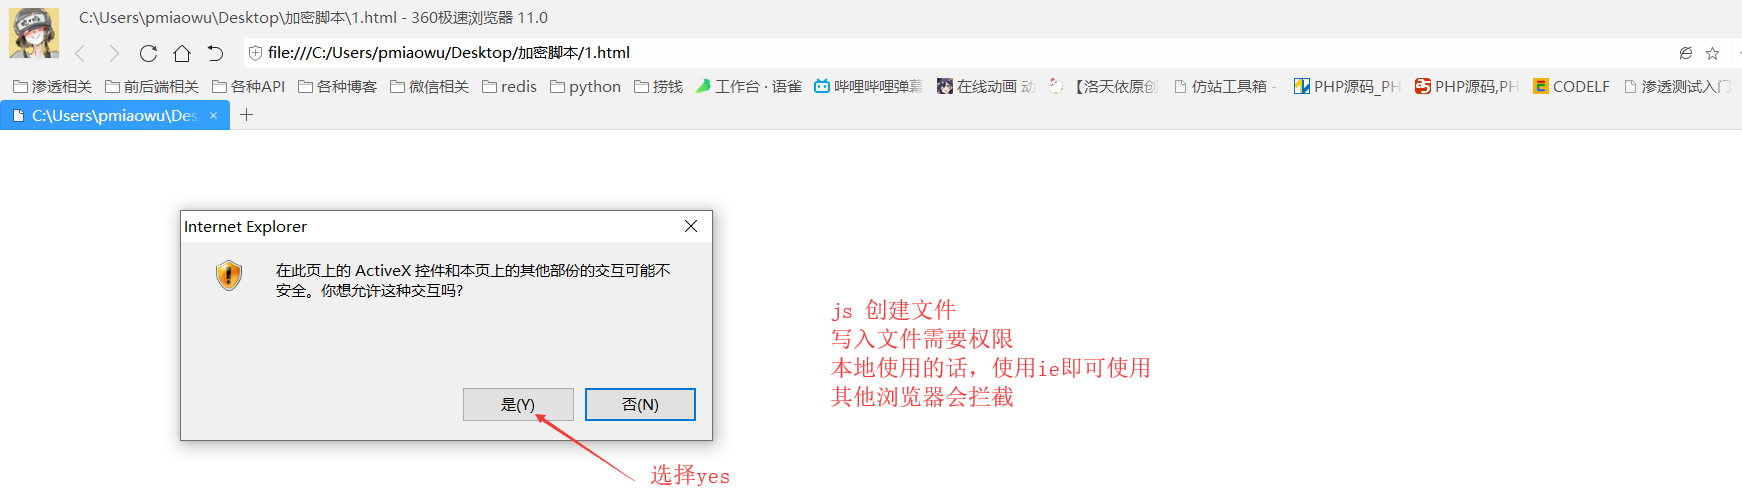 C:\Users\pmiaowu\Desktop\加密脚本\1.html - 360极速浏览器 11.0
file:///C:/Users/pmiaowu/Desktop/加密脚本/1.html
渗透相关 前后端相关 各种API 各种博客 微信相关 redis python 捞钱 工作台 · 语雀 哔哩哔哩弹幕 在线动画 动 【洛天依原创 仿站工具箱 - PHP源码_PH PHP源码,PH CODELF 渗透测试入门
C:\Users\pmiaowu\Des
Internet Explorer
在此页上的 ActiveX 控件和本页上的其他部份的交互可能不
安全。你想允许这种交互吗?
js 创建文件
写入文件需要权限
本地使用的话，使用ie即可使用
其他浏览器会拦截
是(Y) 否(N)
选择yes